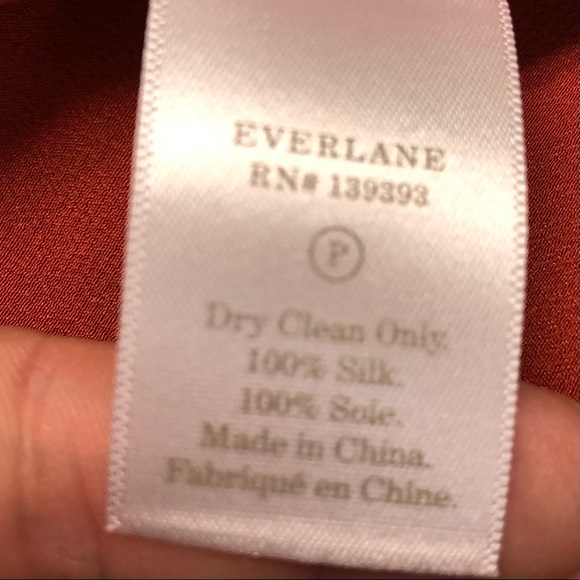 EVERLANE
RN# 139393
P
Dry Clean Only.
100% Silk.
100% Soie.
Made in China.
Fabriqué en Chine.